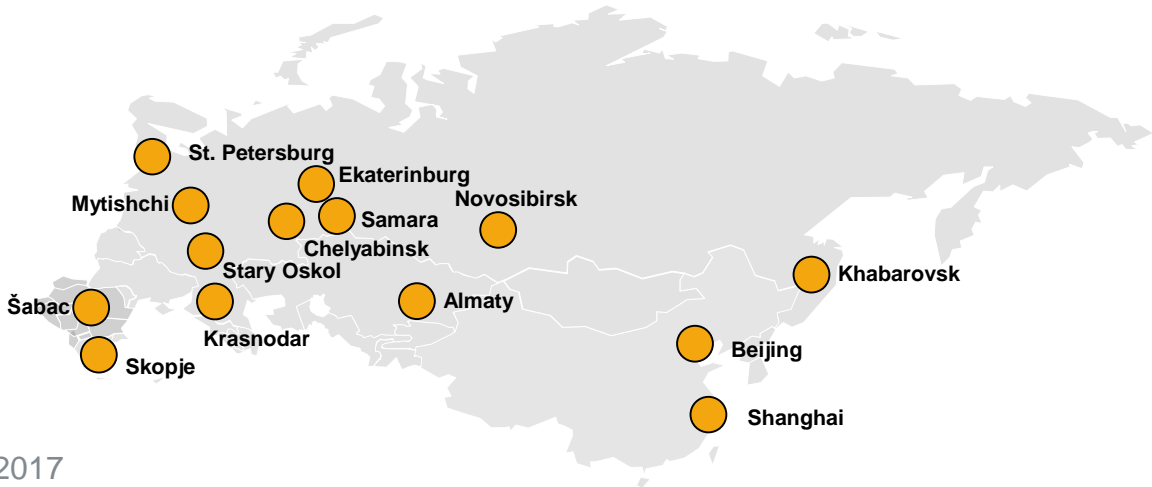 St. Petersburg
Ekaterinburg
Novosibirsk
Mytishchi
Samara
Chelyabinsk
Stary Oskol
Khabarovsk
Šabac
Almaty
Krasnodar
Beijing
Skopje
Shanghai
2017